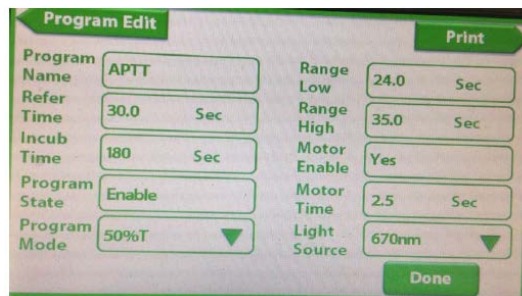 Program Edit
Print
Program Name APTT
Refer Time 30.0 Sec
Incub Time 180 Sec
Program State Enable
Program Mode 50%T
Range Low 24.0 Sec
Range High 35.0 Sec
Motor Enable Yes
Motor Time 2.5 Sec
Light Source 670nm
Done